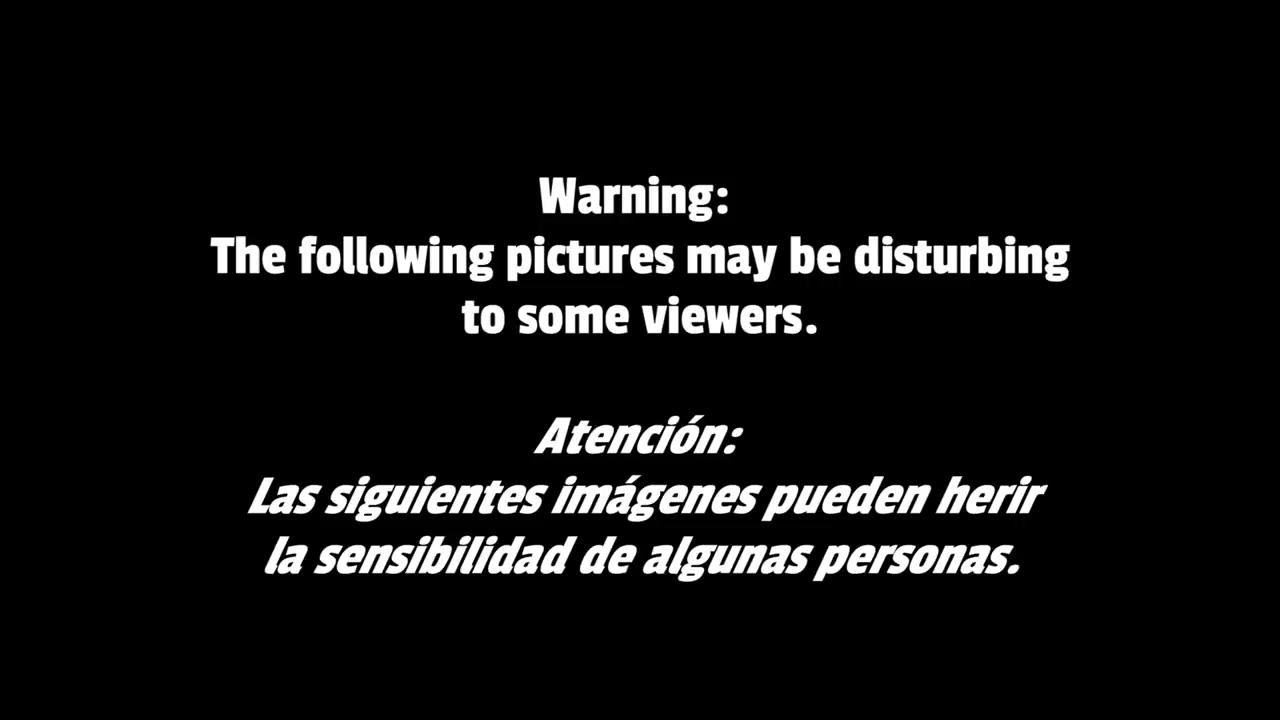 Warning:
The following pictures may be disturbing
to some viewers.
Atención:
Las siguientes imágenes pueden herir
la sensibilidad de algunas personas.